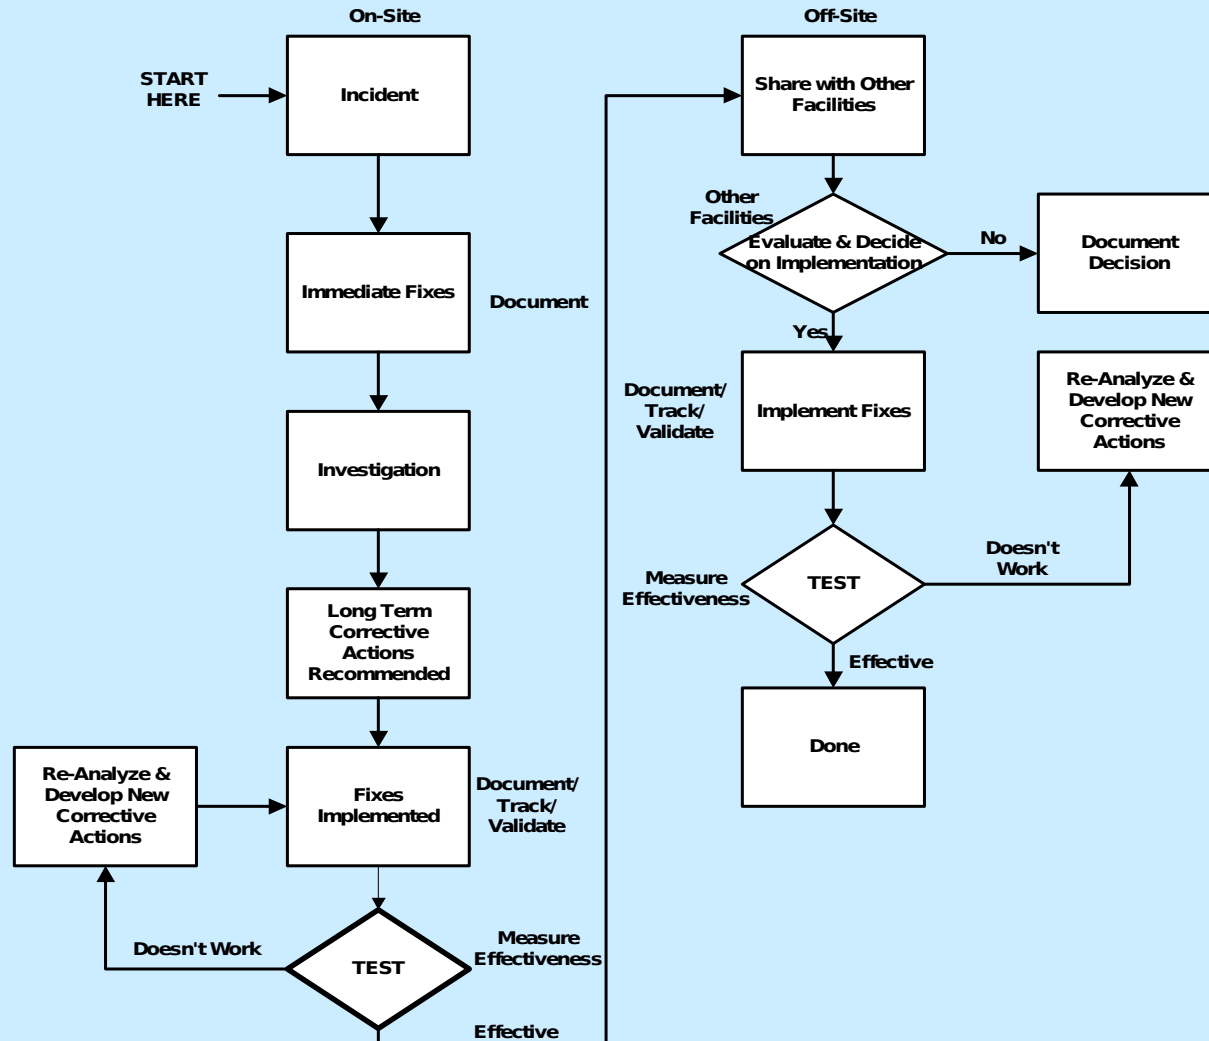 On-Site
START
HERE
Incident
Immediate Fixes
Document
Investigation
Long Term
Corrective
Actions
Recommended
Re-Analyze &
Develop New
Corrective
Actions
Fixes
Implemented
Document/
Track/
Validate
Doesn't Work
TEST
Measure
Effectiveness
Effective
Off-Site
Share with Other
Facilities
Other
Facilities
Evaluate & Decide
on Implementation
No
Document
Decision
Yes
Document/
Track/
Validate
Implement Fixes
Re-Analyze &
Develop New
Corrective
Actions
Measure
Effectiveness
TEST
Doesn't
Work
Effective
Done